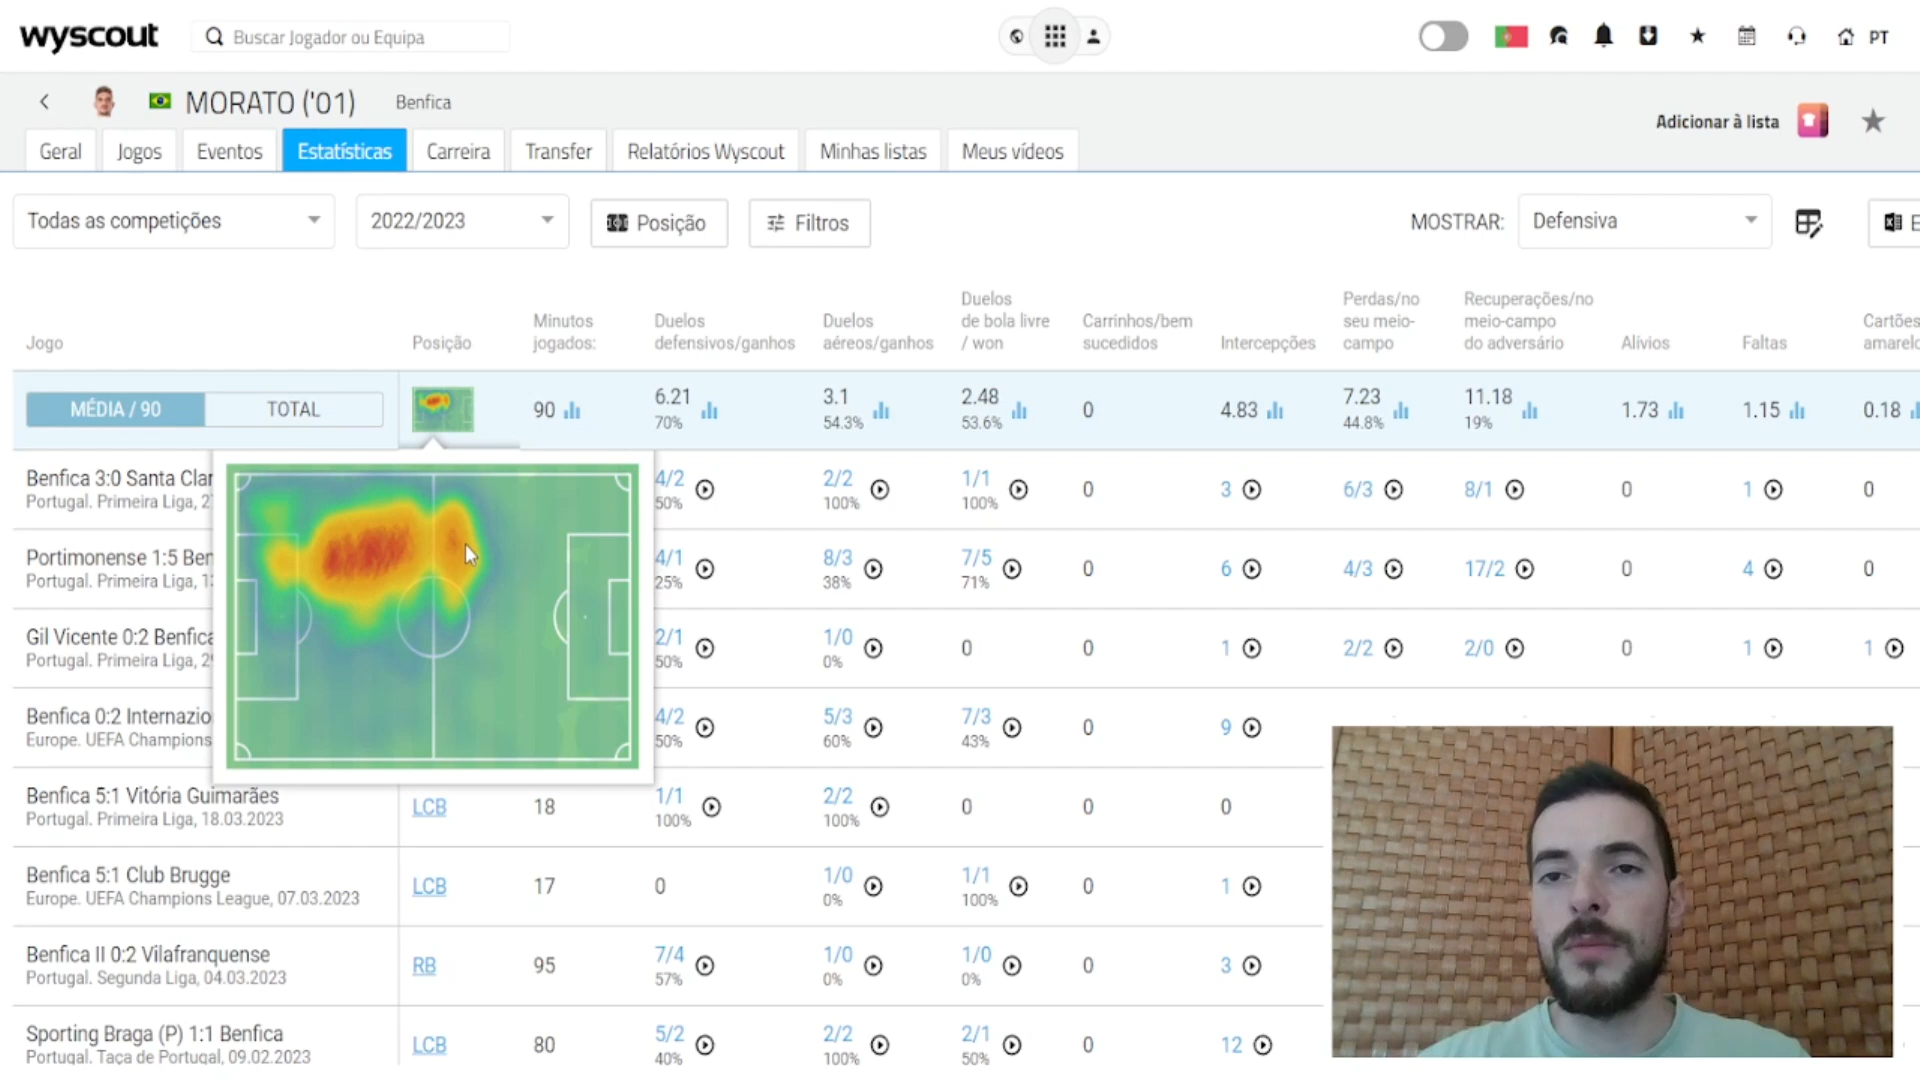 wyscout
Buscar Jogador ou Equipa
PT
MORATO ('01)
Benfica
Adicionar à lista
Geral
Jogos
Eventos
Estatísticas
Carreira
Transfer
Relatórios Wyscout
Minhas listas
Meus vídeos
Todas as competições
2022/2023
Posição
Filtros
MOSTRAR:
Defensiva
Jogo
Posição
Minutos
jogados:
Duelos
defensivos/ganhos
Duelos
aéreos/ganhos
Duelos
de bola livre
/ won
Carrinhos/bem
sucedidos
Intercepções
Perdas/no
seu meio-
campo
Recuperações/no
meio-campo
do adversário
Alivios
Faltas
Cartões
MÉDIA / 90
TOTAL
90
6.21
70%
3.1
54.3%
2.48
53.6%
0
4.83
7.23
44.8%
11.18
19%
1.73
1.15
0.18
Benfica 3:0 Santa Clar
Portugal. Primeira Liga, 2
4/2
50%
2/2
100%
1/1
100%
0
3
6/3
8/1
0
1
0
Portimonense 1:5 Ben
Portugal. Primeira Liga, 1
4/1
25%
8/3
38%
7/5
71%
0
6
4/3
17/2
0
4
0
Gil Vicente 0:2 Benfica
Portugal. Primeira Liga, 2
2/1
50%
1/0
0%
0
0
1
2/2
2/0
0
1
1
Benfica 0:2 Internazio
Europe. UEFA Champions
4/2
50%
5/3
60%
7/3
43%
0
9
Benfica 5:1 Vitória Guimarães
Portugal. Primeira Liga, 18.03.2023
LCB
18
1/1
100%
2/2
100%
0
0
0
Benfica 5:1 Club Brugge
Europe. UEFA Champions League, 07.03.2023
LCB
17
0
1/0
0%
1/1
100%
0
1
Benfica II 0:2 Vilafranquense
Portugal. Segunda Liga, 04.03.2023
RB
95
7/4
57%
1/0
0%
1/0
0%
0
3
Sporting Braga (P) 1:1 Benfica
Portugal. Taça de Portugal, 09.02.2023
LCB
80
5/2
40%
2/2
100%
2/1
50%
0
12